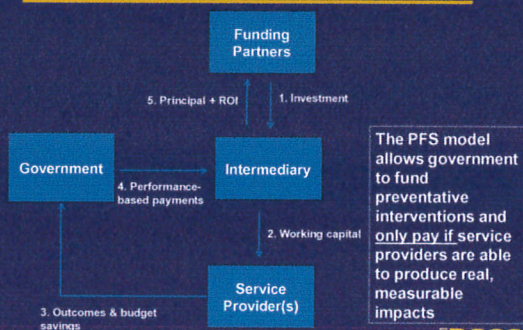 Funding
Partners
5. Principal + ROI
1. Investment
Government
Intermediary
4. Performance-
based payments
2. Working capital
Service
Provider(s)
3. Outcomes & budget
savings
The PFS model
allows government
to fund
preventative
interventions and
only pay if service
providers are able
to produce real,
measurable
impacts